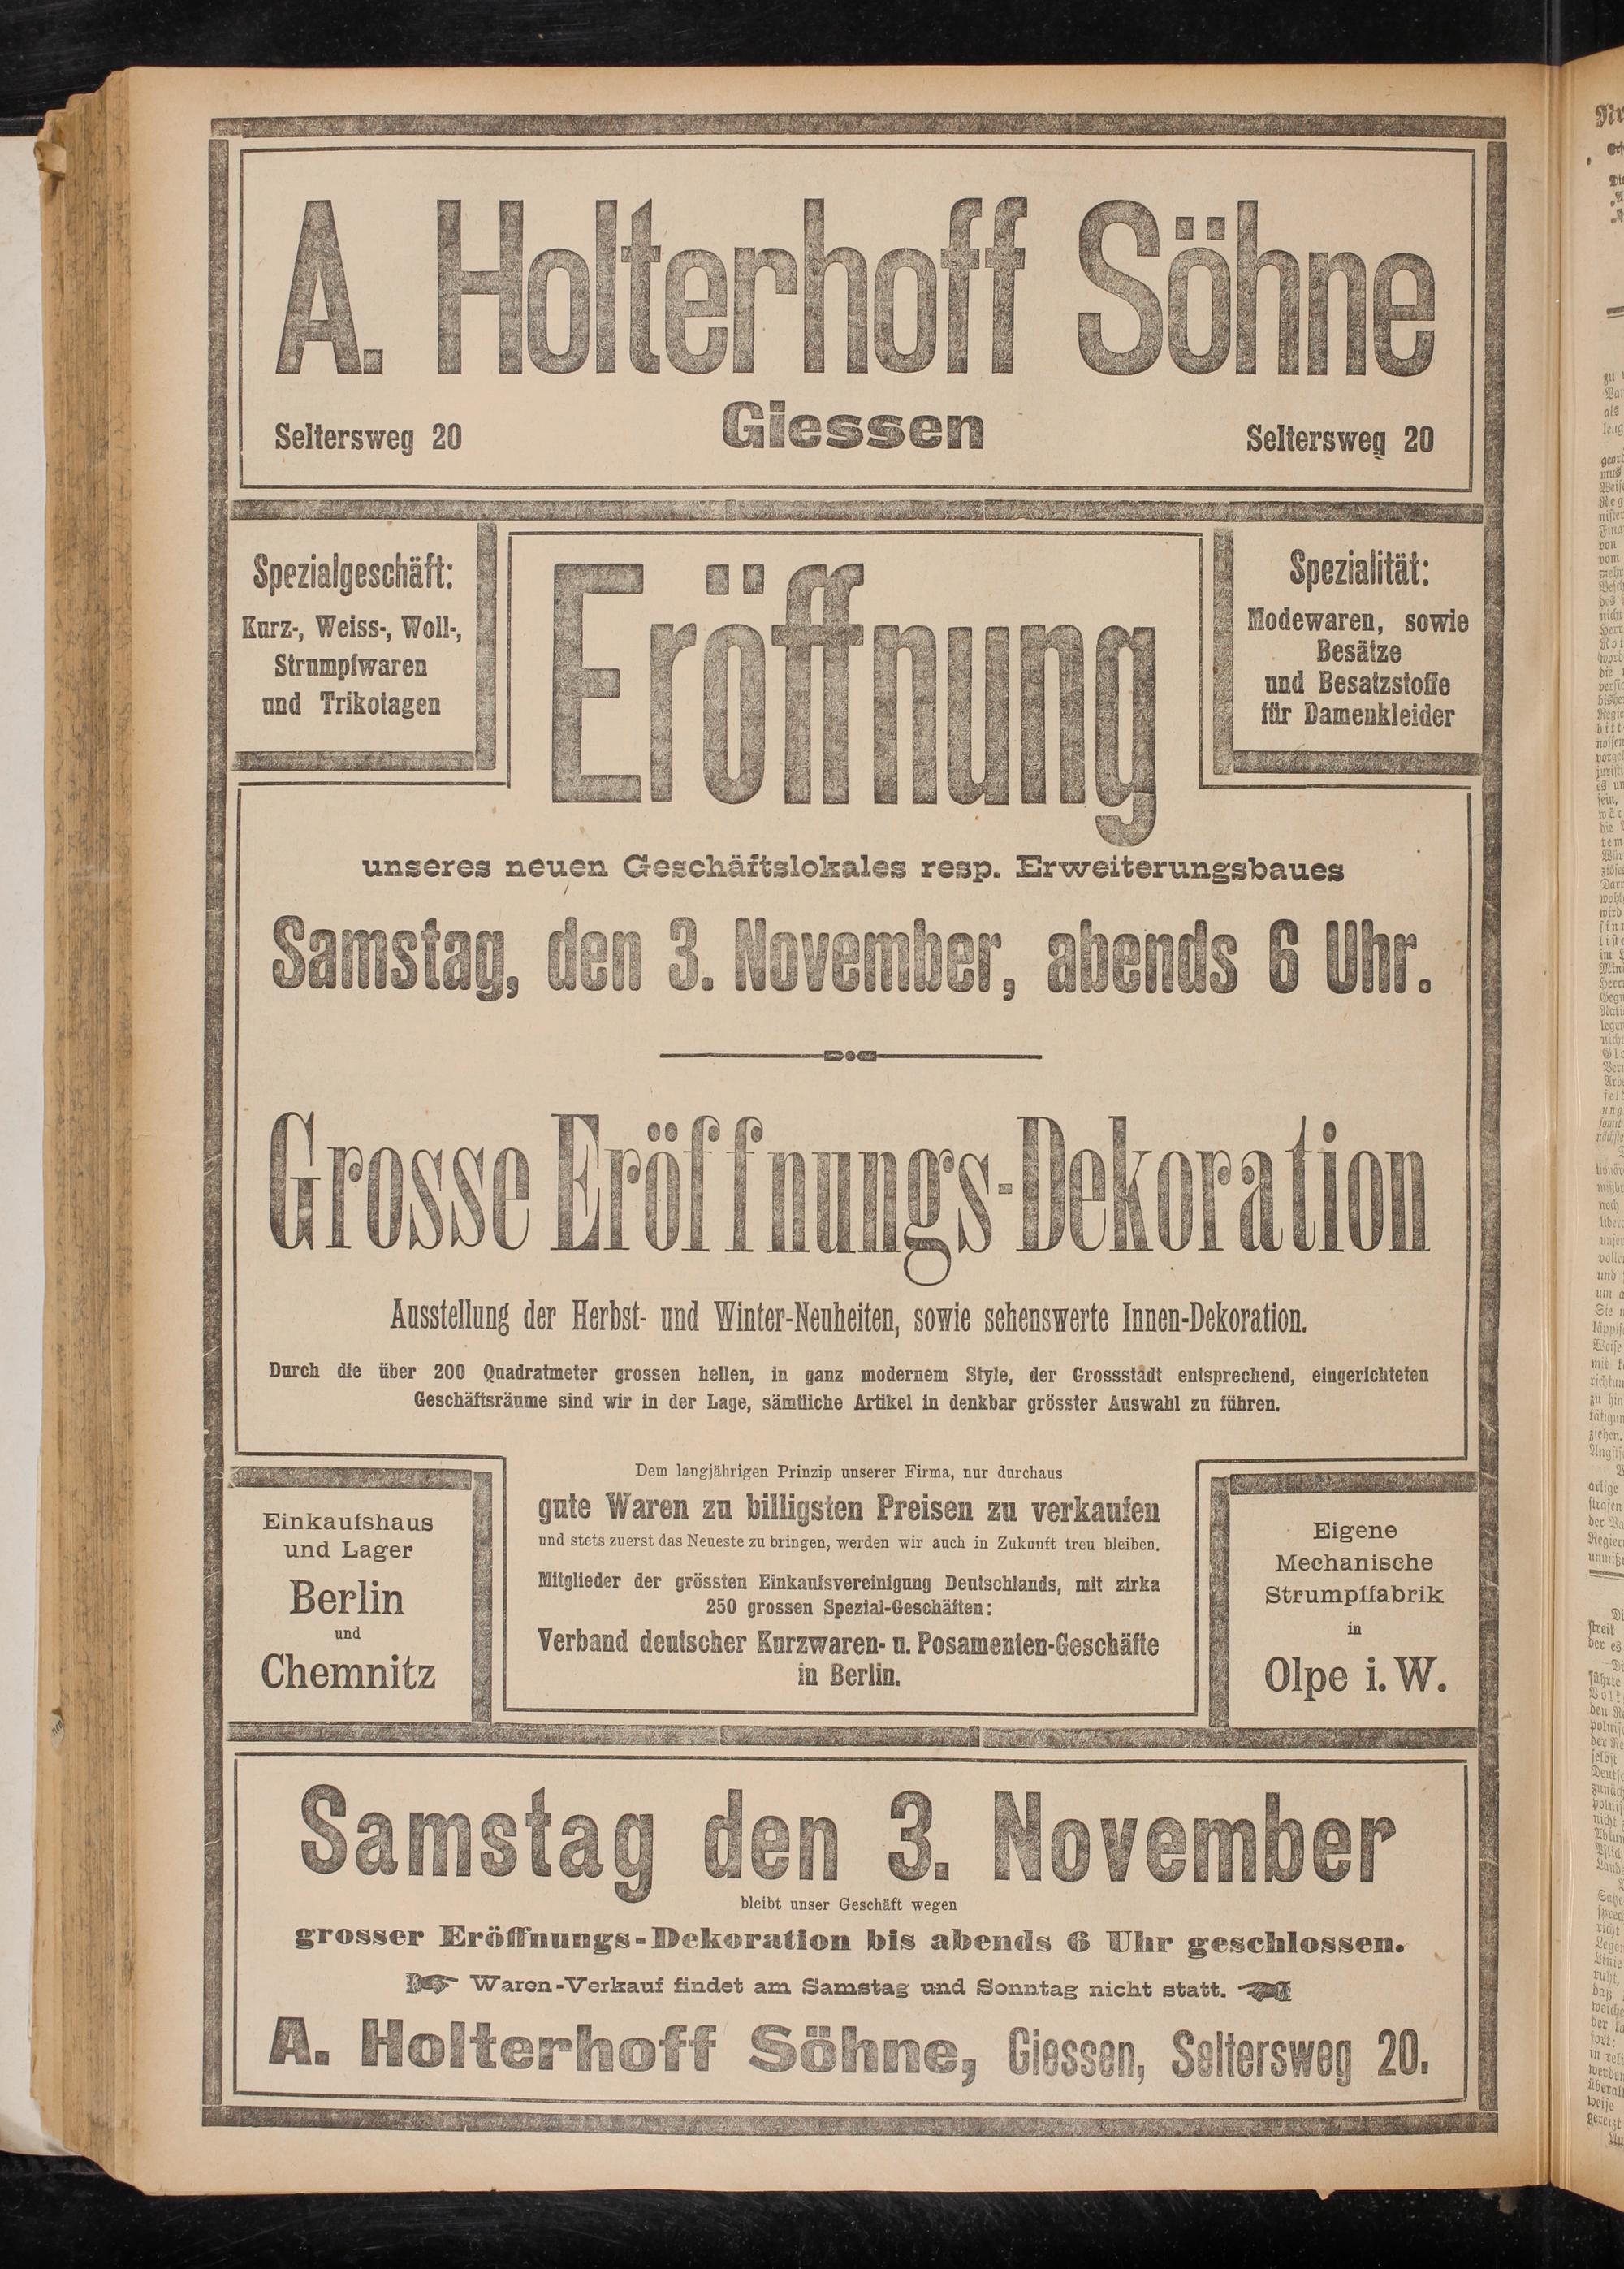 A. Holterhoff Söhne
Seltersweg 20 Giessen Seltersweg 20
Spezialgeschäft:
Kurz-, Weiss-, Woll-,
Strumpfwaren
und Trikotagen
Eröffnung
Spezialität:
Modewaren, sowie
Besätze
und Besatzstoffe
für Damenkleider
unseres neuen Geschäftslokales resp. Erweiterungsbaues
Samstag, den 3. November, abends 6 Uhr.
Grosse Eröffnungs-Dekoration
Ausstellung der Herbst- und Winter-Neuheiten, sowie sehenswerte Innen-Dekoration.
Durch die über 200 Quadratmeter grossen hellen, in ganz modernem Style, der Grossstadt entsprechend, eingerichteten
Geschäftsräume sind wir in der Lage, sämtliche Artikel in denkbar grösster Auswahl zu führen.
Einkaufshaus
und Lager
Berlin
und
Chemnitz
Dem langjährigen Prinzip unserer Firma, nur durchaus
gute Waren zu billigsten Preisen zu verkaufen
und stets zuerst das Neueste zu bringen, werden wir auch in Zukunft treu bleiben.
Mitglieder der grössten Einkaufsvereinigung Deutschlands, mit zirka
250 grossen Spezial-Geschäften:
Verband deutscher Kurzwaren- u. Posamenten-Geschäfte
in Berlin.
Eigene
Mechanische
Strumpffabrik
in
Olpe i. W.
Samstag den 3. November
bleibt unser Geschäft wegen
grosser Eröffnungs-Dekoration bis abends 6 Uhr geschlossen.
Waren-Verkauf findet am Samstag und Sonntag nicht statt.
A. Holterhoff Söhne, Giessen, Seltersweg 20.